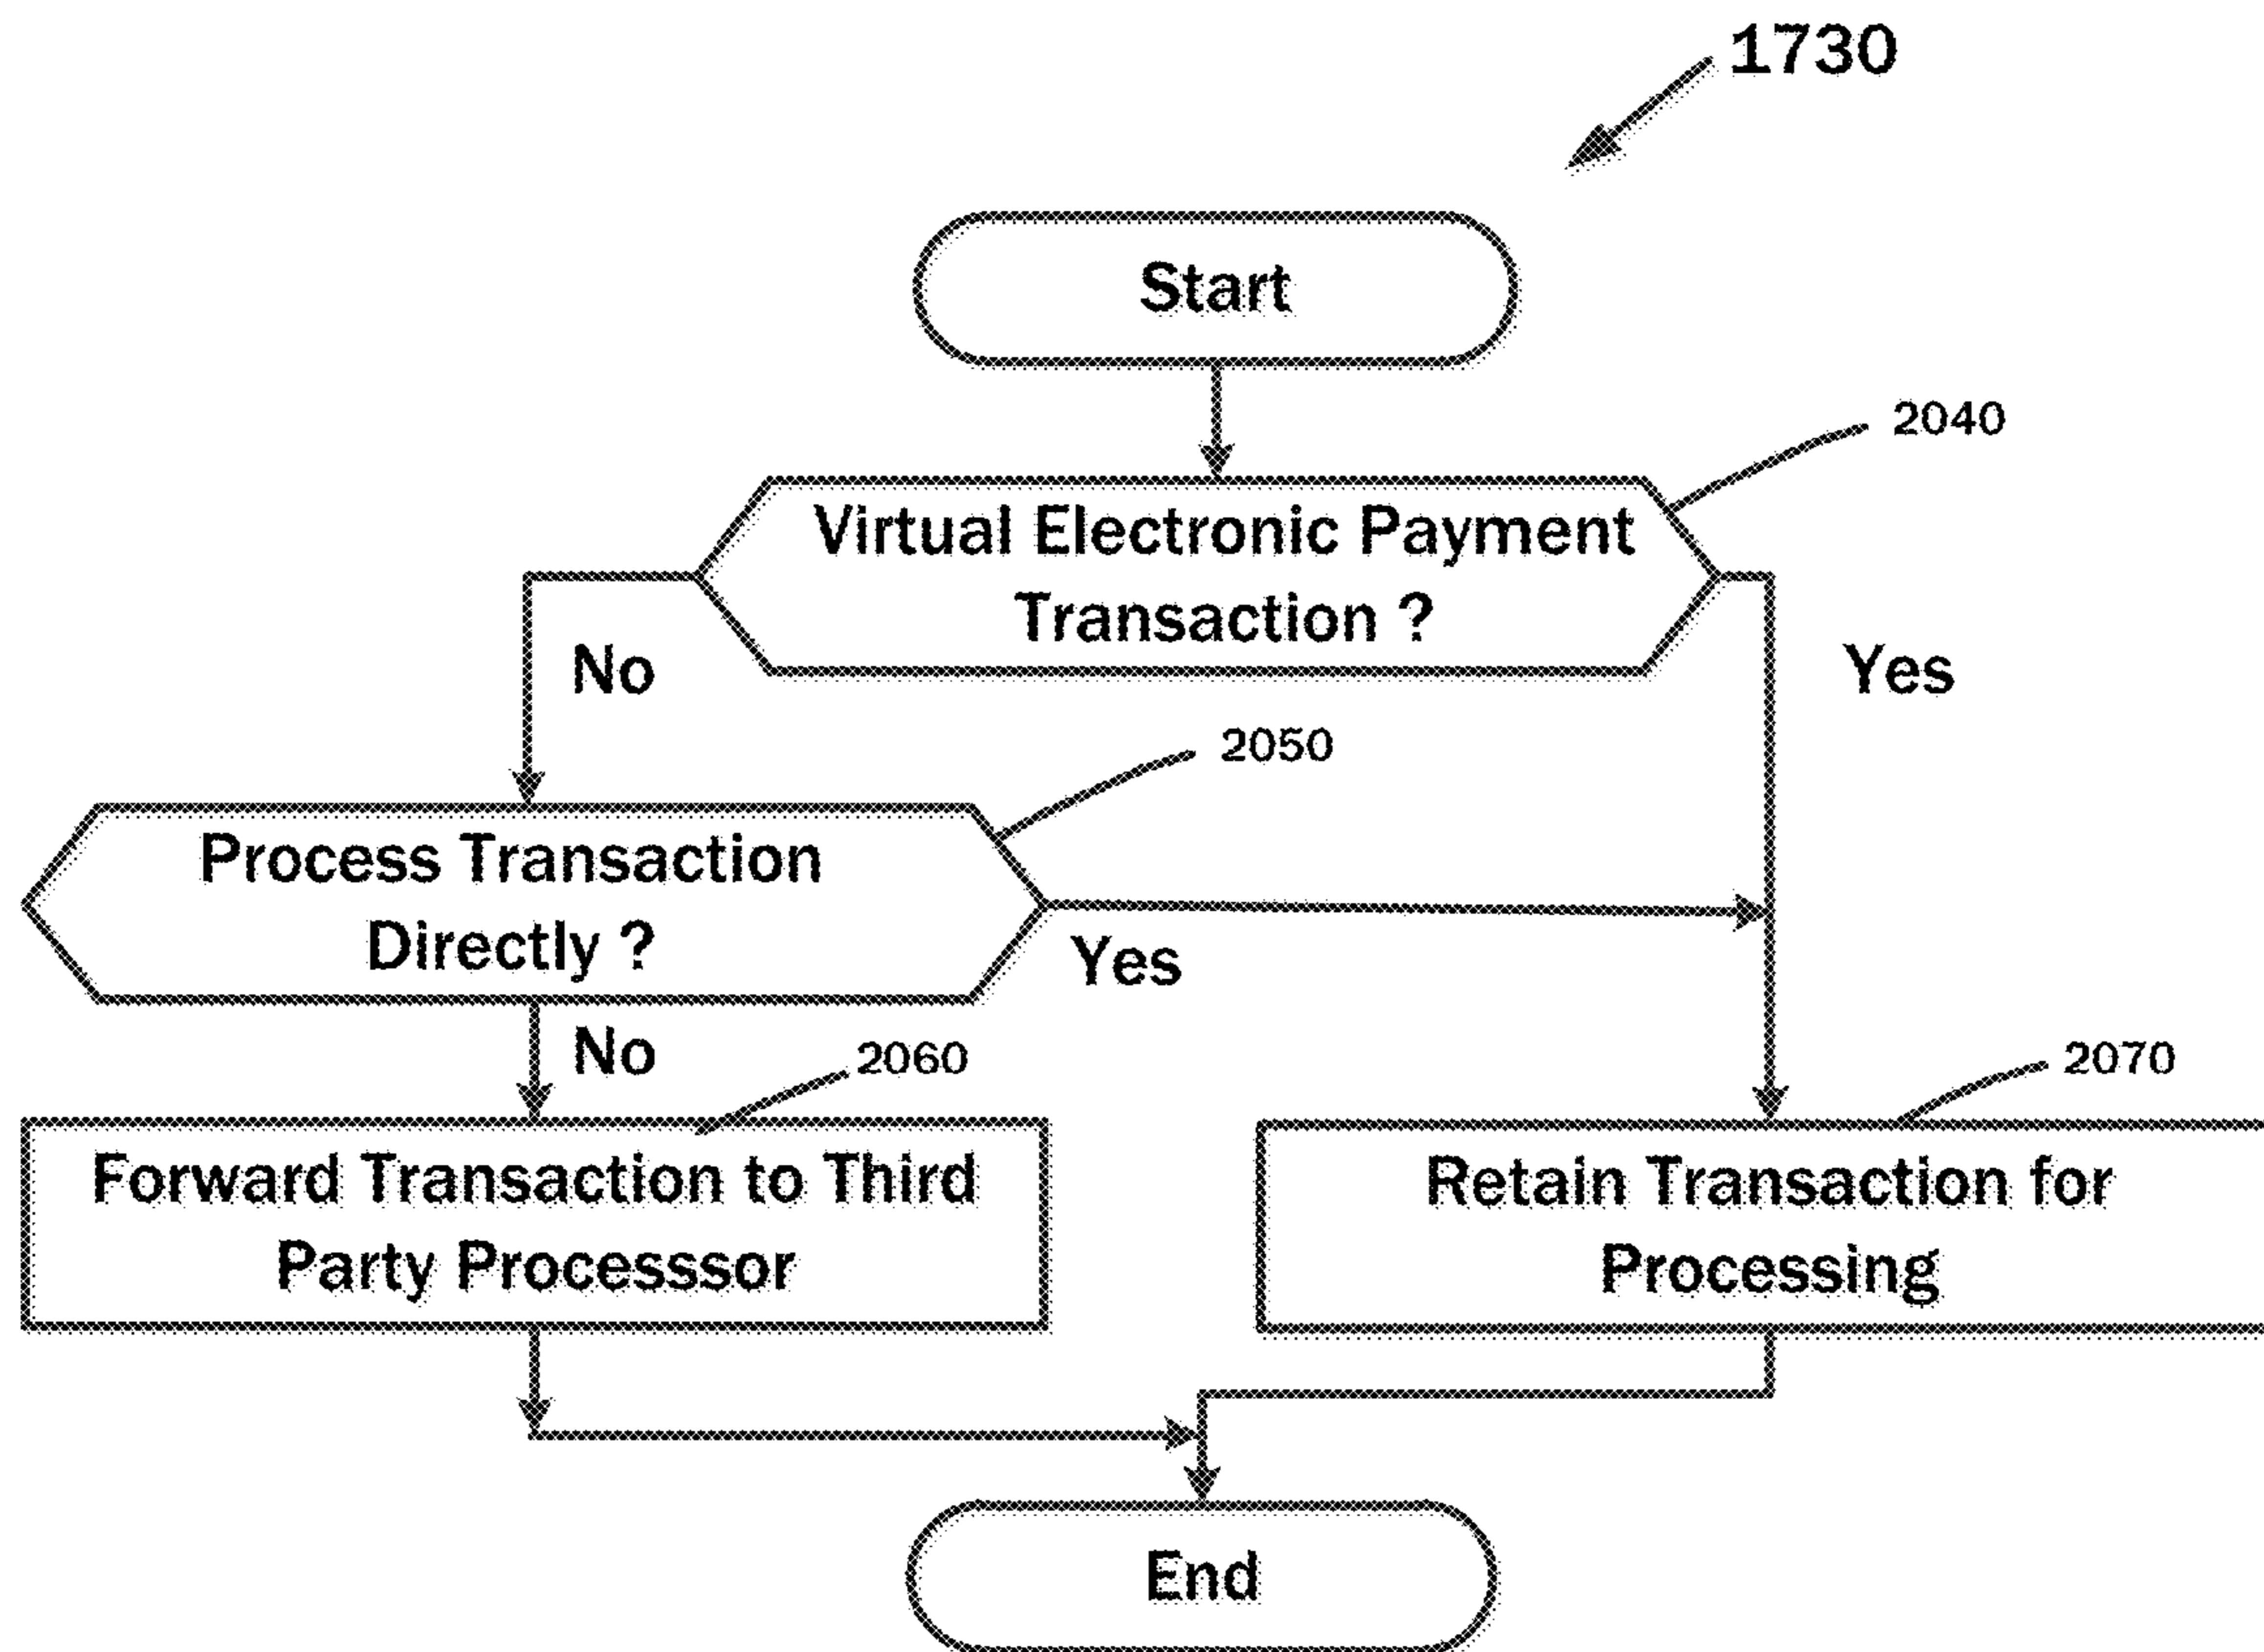 1730
Start
2040
Virtual Electronic Payment
Transaction ?
No
Yes
2050
Process Transaction
Directly ?
Yes
No
2060
2070
Forward Transaction to Third
Party Processsor
Retain Transaction for
Processing
End